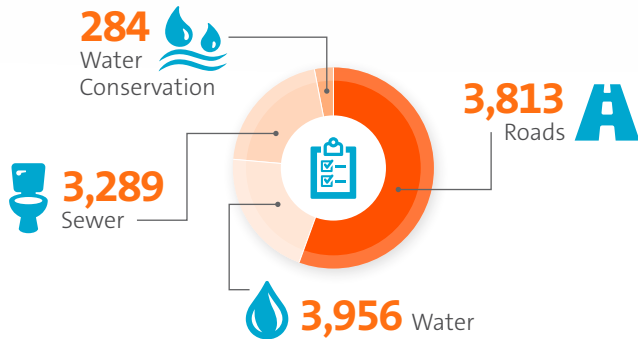 284
Water
Conservation
3,813
Roads
3,289
Sewer
3,956 Water